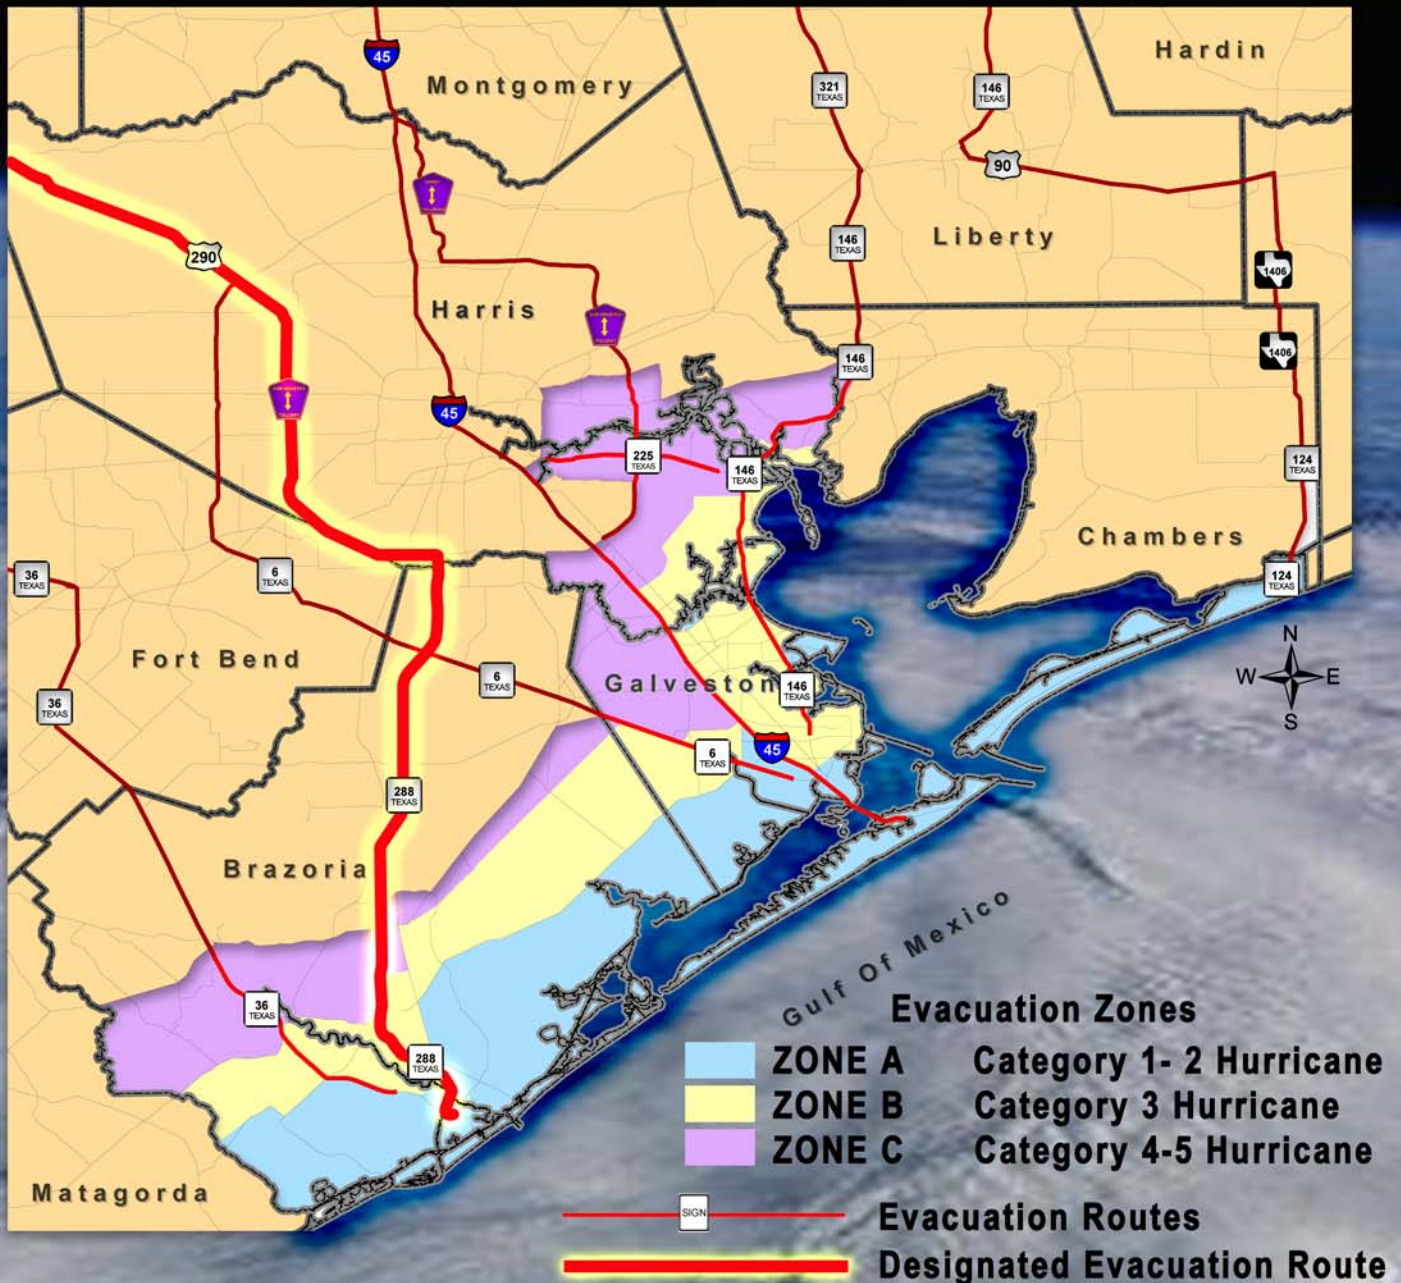 45
Montgomery
Hardin
321
TEXAS
146
TEXAS
90
290
146
TEXAS
Liberty
1406
Harris
1406
146
TEXAS
45
225
TEXAS
146
TEXAS
124
TEXAS
Chambers
36
TEXAS
6
TEXAS
124
TEXAS
N
W E
S
Fort Bend
6
TEXAS
Galveston
146
TEXAS
36
TEXAS
45
6
TEXAS
288
TEXAS
Brazoria
Gulf Of Mexico
36
TEXAS
288
TEXAS
Matagorda
Evacuation Zones
ZONE A Category 1- 2 Hurricane
ZONE B Category 3 Hurricane
ZONE C Category 4-5 Hurricane
SIGN
Evacuation Routes
Designated Evacuation Route